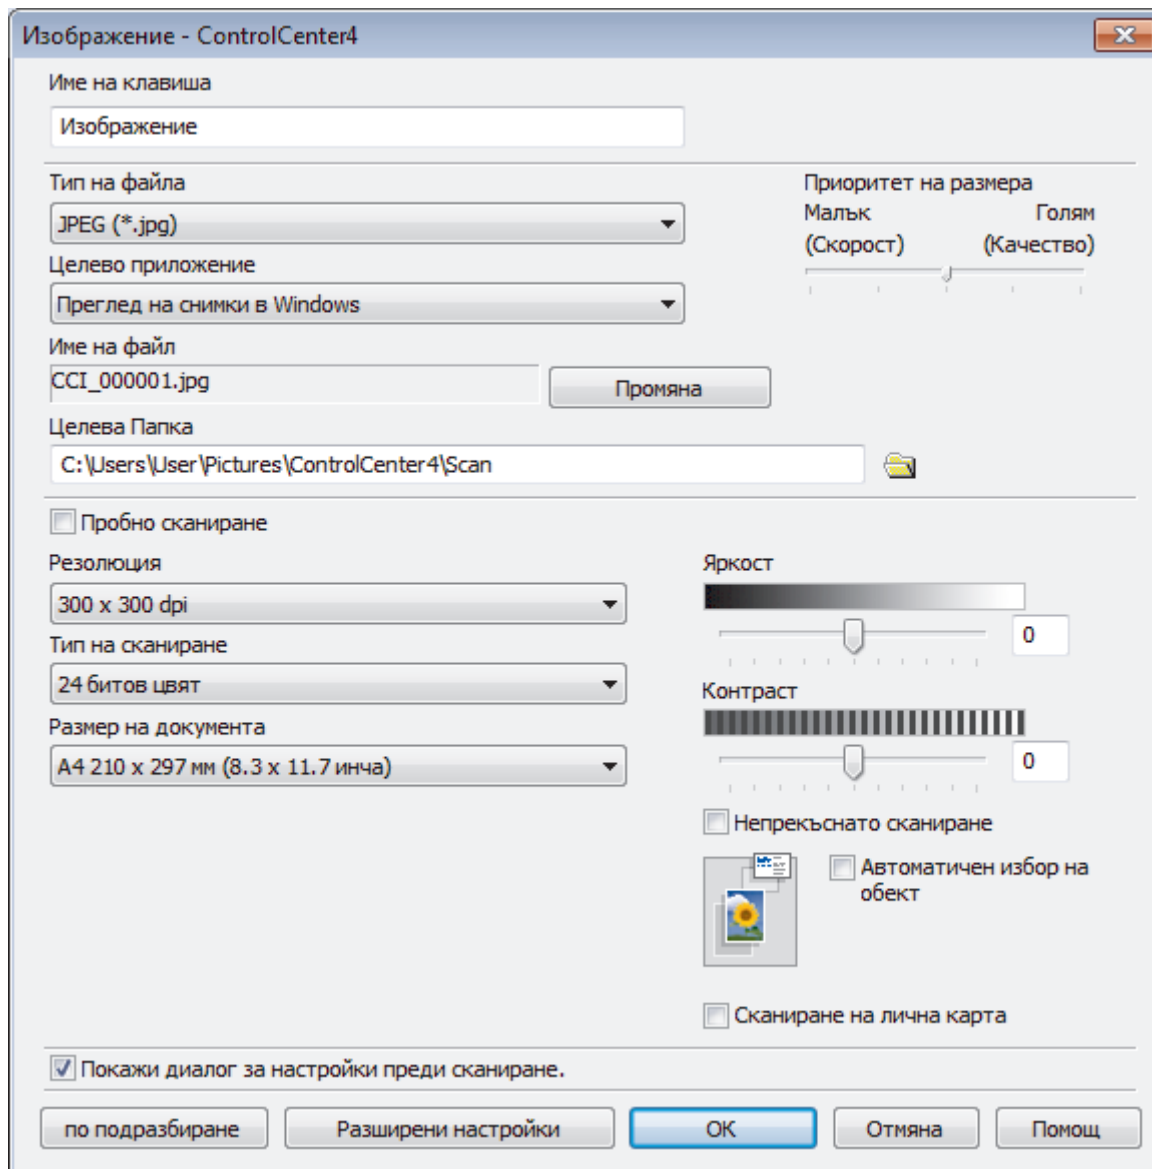 Изображение - ControlCenter4
Име на клавиша
Изображение
Тип на файла
JPEG (*.jpg)
Приоритет на размера
Малък Голям
(Скорост) (Качество)
Целево приложение
Преглед на снимки в Windows
Име на файл
CCI_000001.jpg
Промяна
Целева Папка
C:\Users\User\Pictures\ControlCenter4\Scan
Пробно сканиране
Резолюция
300 x 300 dpi
Тип на сканиране
24 битов цвят
Размер на документа
A4 210 x 297 мм (8.3 x 11.7 инча)
Яркост
0
Контраст
0
Непрекъснато сканиране
Автоматичен избор на
обект
Сканиране на лична карта
Покажи диалог за настройки преди сканиране.
по подразбиране Разширени настройки OK Отмяна Помощ